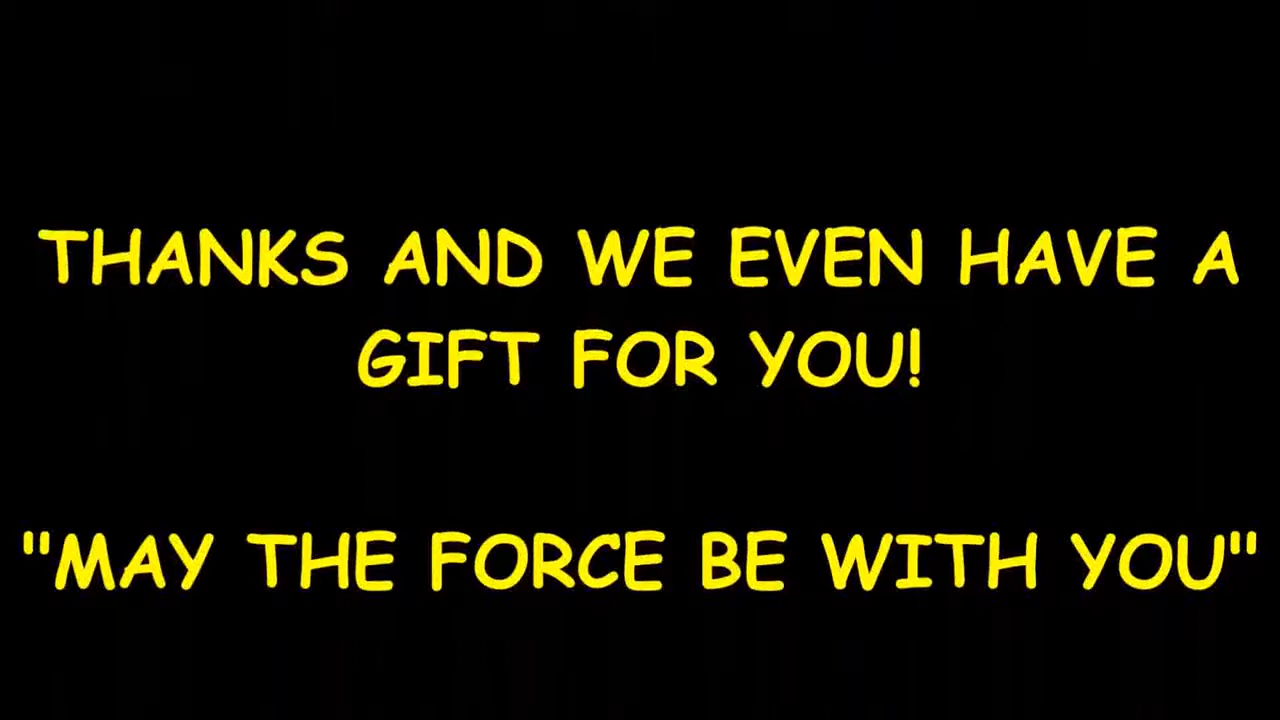 THANKS AND WE EVEN HAVE A
GIFT FOR YOU!
"MAY THE FORCE BE WITH YOU"